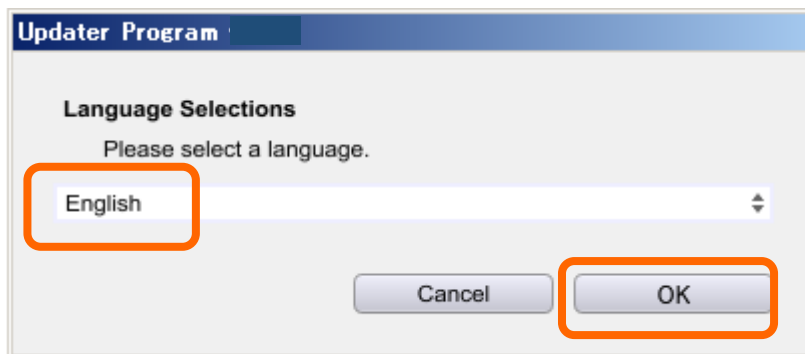 Updater Program
Language Selections
Please select a language.
English
Cancel OK